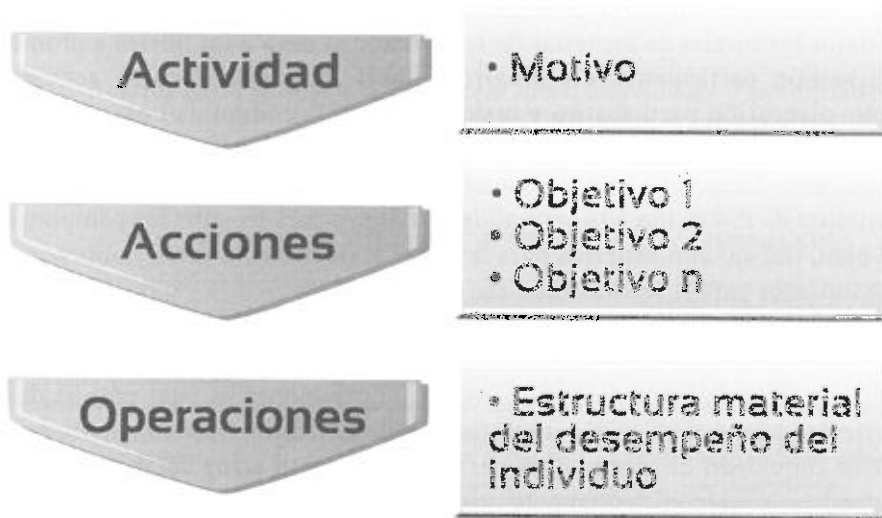 Actividad
• Motivo
Acciones
• Objetivo 1
• Objetivo 2
• Objetivo n
Operaciones
• Estructura material
del desempeño del
individuo